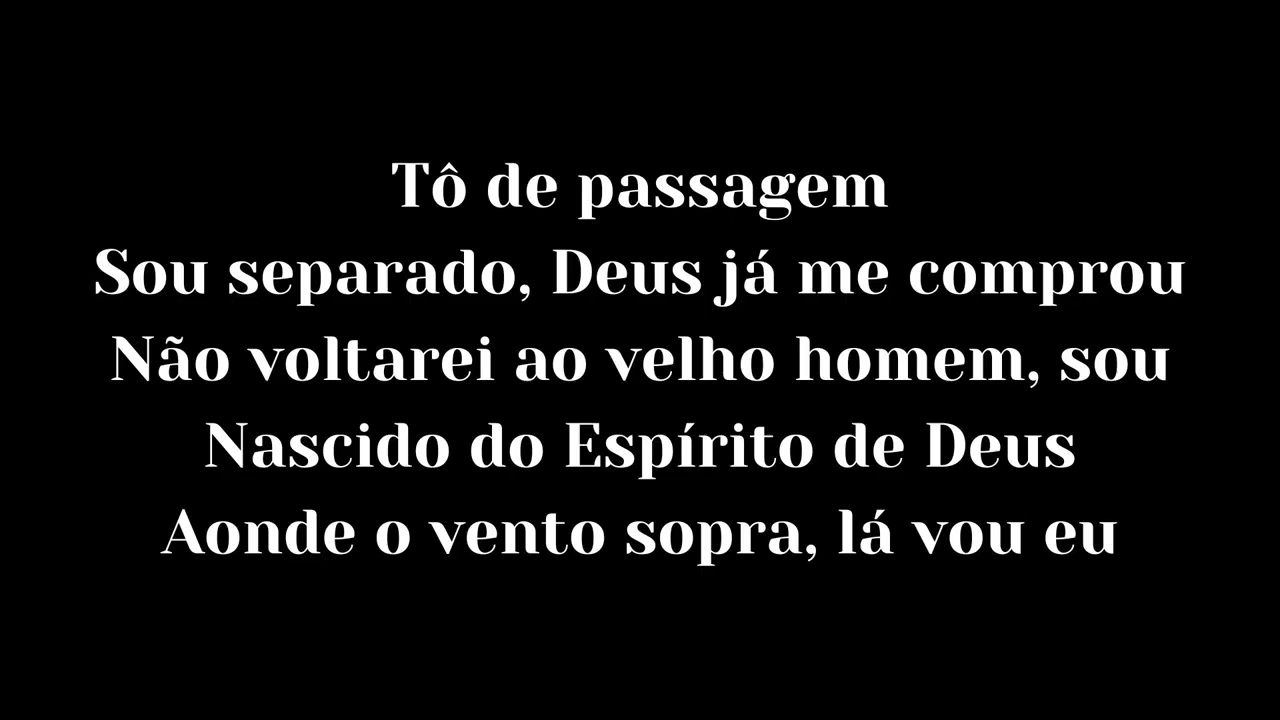 Tô de passagem
Sou separado, Deus já me comprou
Não voltarei ao velho homem, sou
Nascido do Espírito de Deus
Aonde o vento sopra, lá vou eu